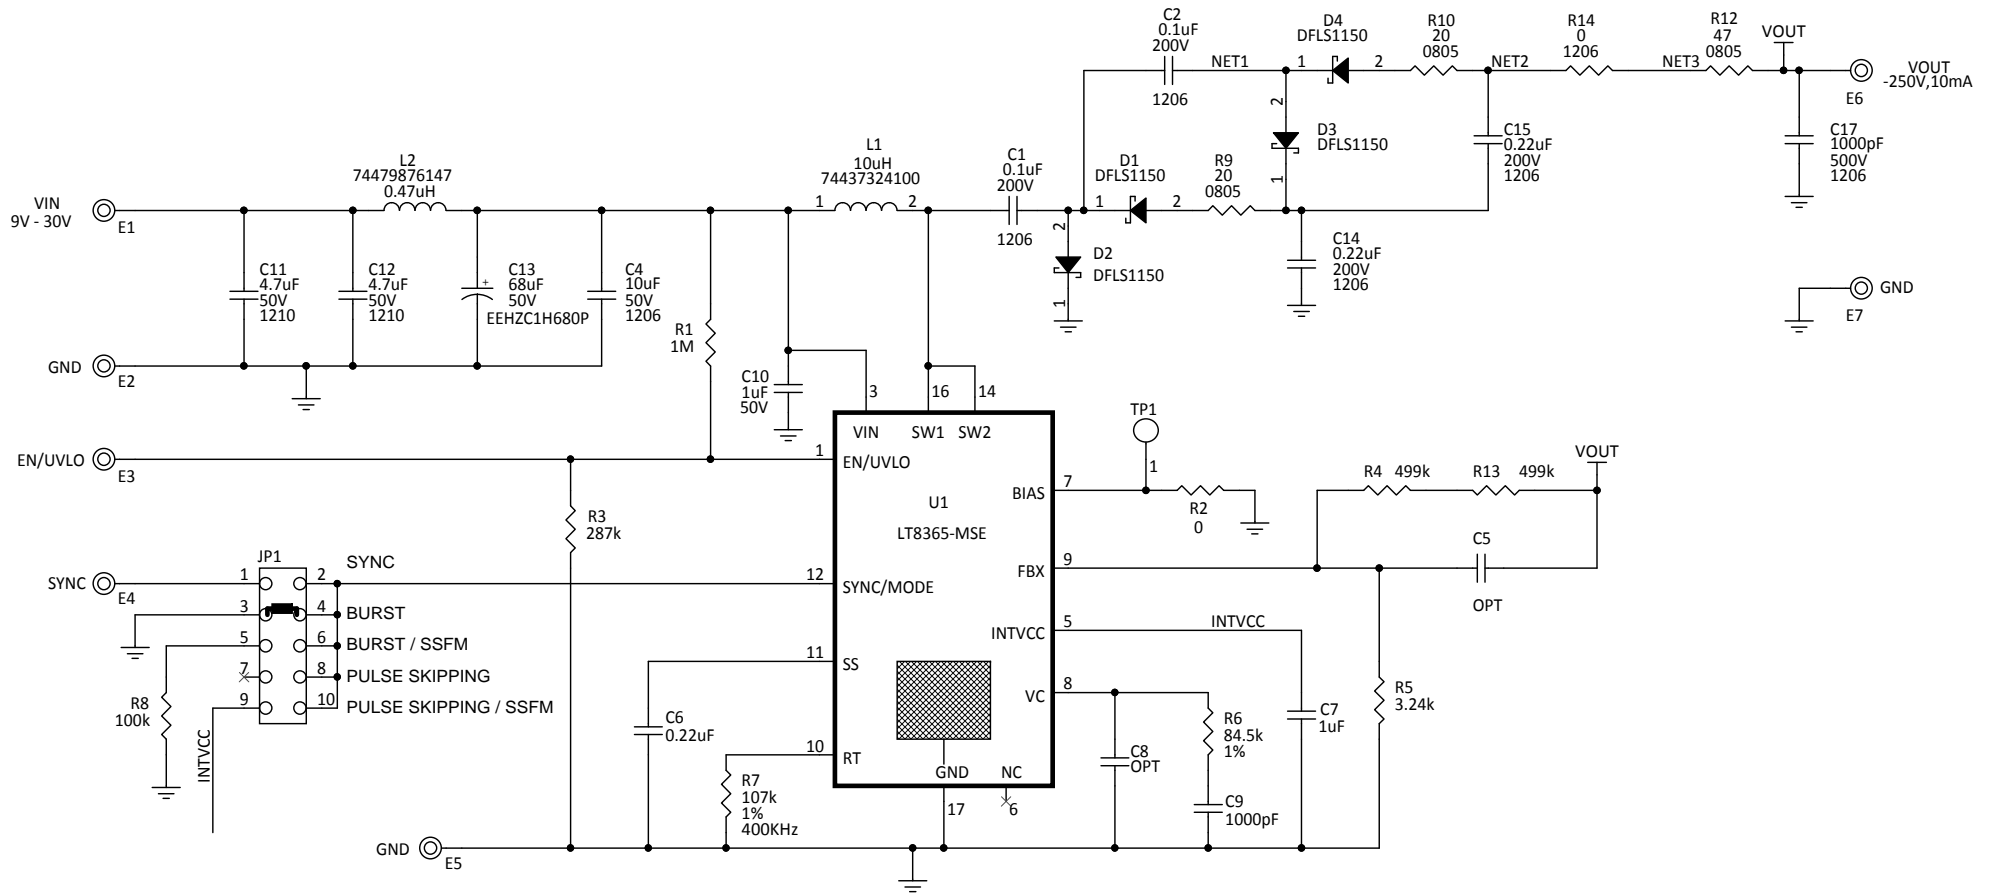 C2
0.1uF
200V
1206
NET1
1
D4
DFLS1150
2
R10
20
0805
NET2
R14
0
1206
NET3
R12
47
0805
VOUT
E6
VOUT
-250V,10mA
2
D3
DFLS1150
1
C15
0.22uF
200V
1206
C17
1000pF
500V
1206
VIN
9V - 30V
E1
L2
74479876147
0.47uH
L1
10uH
74437324100
1
2
C1
0.1uF
200V
1206
D1
DFLS1150
1
2
R9
20
0805
2
D2
DFLS1150
1
C14
0.22uF
200V
1206
GND
E7
C11
4.7uF
50V
1210
C12
4.7uF
50V
1210
C13
68uF
50V
+
EEHZC1H680P
C4
10uF
50V
1206
R1
1M
C10
1uF
50V
GND
E2
3
16
14
VIN
SW1
SW2
EN/UVLO
E3
1
EN/UVLO
U1
LT8365-MSE
TP1
1
7
BIAS
R2
0
R4 499k
R13 499k
VOUT
C5
OPT
9
FBX
R3
287k
JP1
SYNC
E4
1
2
SYNC
3
4
BURST
5
6
BURST / SSFM
7
8
PULSE SKIPPING
9
10
PULSE SKIPPING / SSFM
R8
100k
INTVCC
12
SYNC/MODE
11
SS
C6
0.22uF
10
RT
R7
107k
1%
400KHz
5
INTVCC
INTVCC
8
VC
C8
OPT
R6
84.5k
1%
C9
1000pF
C7
1uF
R5
3.24k
GND
NC
17
6
GND
E5